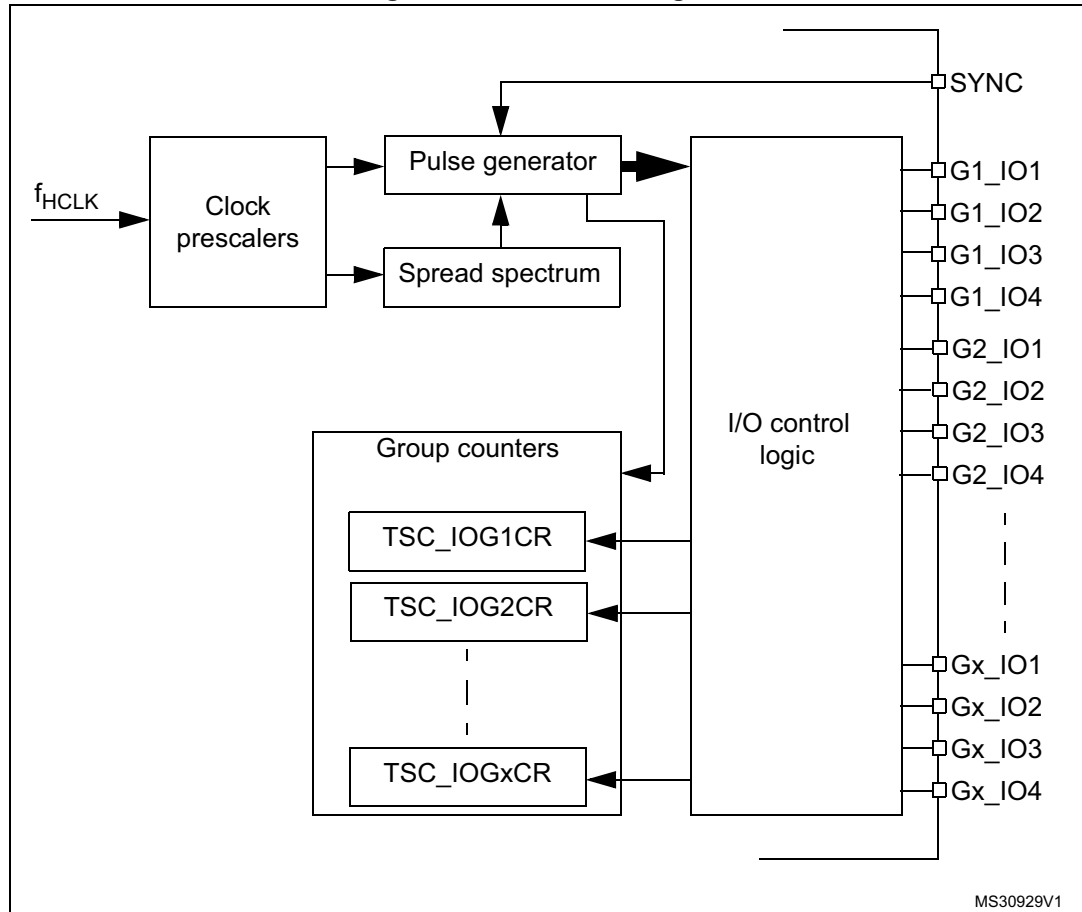 SYNC
Pulse generator
G1_IO1
fHCLK
Clock
prescalers
G1_IO2
G1_IO3
Spread spectrum
G1_IO4
G2_IO1
G2_IO2
I/O control
logic
G2_IO3
Group counters
G2_IO4
TSC_IOG1CR
TSC_IOG2CR
Gx_IO1
Gx_IO2
Gx_IO3
TSC_IOGxCR
Gx_IO4
MS30929V1